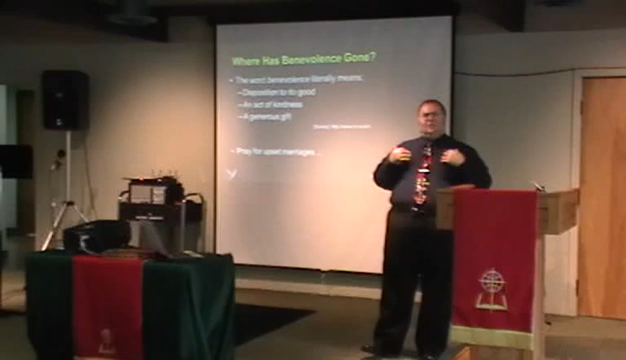 Where Has Benevolence Gone?
• The word benevolence literally means:
–Disposition to do good
–An act of kindness
–A generous gift
• Pray for upset marriages...